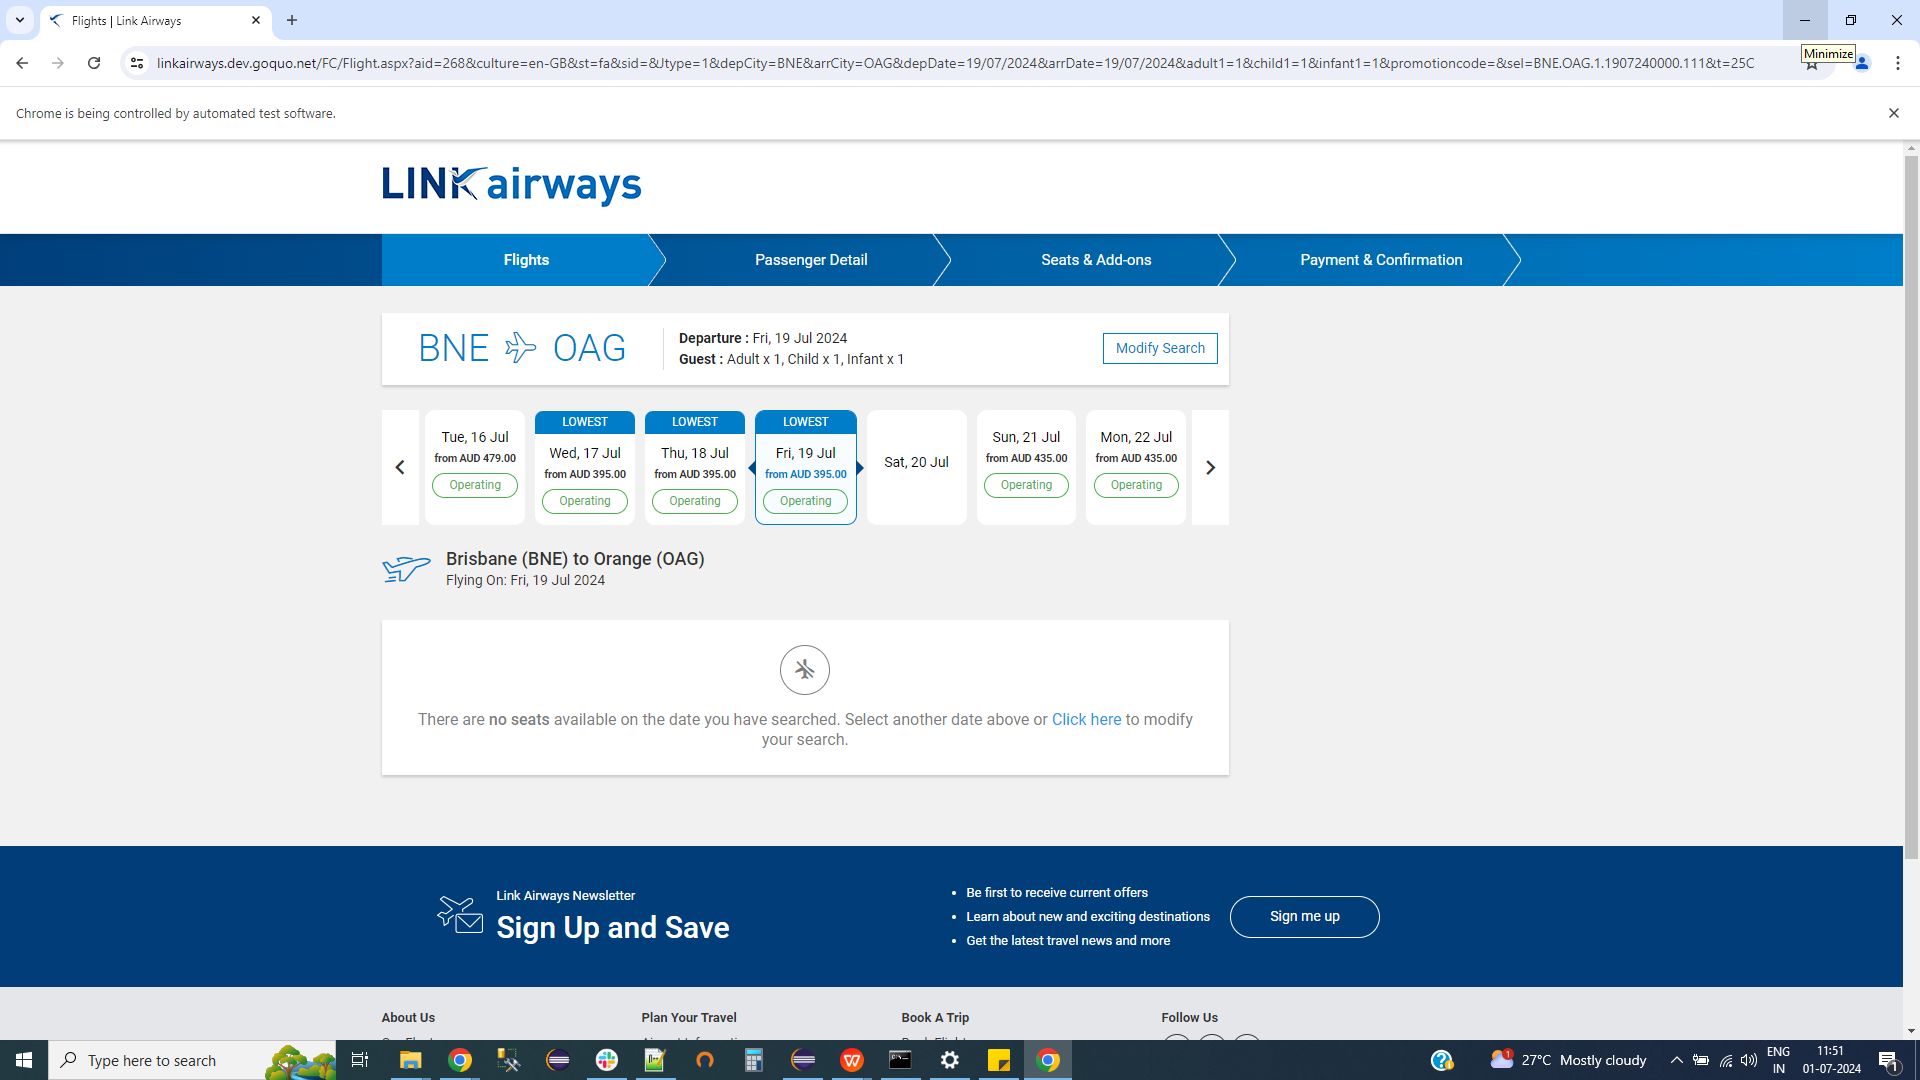 Flights | Link Airways
linkairways.dev.goquo.net/FC/Flight.aspx?aid=268&culture=en-GB&st=fa&sid=&Jtype=1&depCity=BNE&arrCity=OAG&depDate=19/07/2024&arrDate=19/07/2024&adult1=1&child1=1&infant1=1&promotioncode=&sel=BNE.OAG.1.1907240000.111&t=25C
Minimize
Chrome is being controlled by automated test software.
LINK airways
Flights
Passenger Detail
Seats & Add-ons
Payment & Confirmation
BNE OAG
Departure : Fri, 19 Jul 2024
Guest : Adult x 1, Child x 1, Infant x 1
Modify Search
Tue, 16 Jul
from AUD 479.00
Operating
LOWEST
Wed, 17 Jul
from AUD 395.00
Operating
LOWEST
Thu, 18 Jul
from AUD 395.00
Operating
LOWEST
Fri, 19 Jul
from AUD 395.00
Operating
Sat, 20 Jul
Sun, 21 Jul
from AUD 435.00
Operating
Mon, 22 Jul
from AUD 435.00
Operating
Brisbane (BNE) to Orange (OAG)
Flying On: Fri, 19 Jul 2024
There are no seats available on the date you have searched. Select another date above or Click here to modify
your search.
Link Airways Newsletter
Sign Up and Save
• Be first to receive current offers
• Learn about new and exciting destinations
• Get the latest travel news and more
Sign me up
About Us
Plan Your Travel
Book A Trip
Follow Us
Type here to search
27°C Mostly cloudy
ENG
IN
11:51
01-07-2024
1